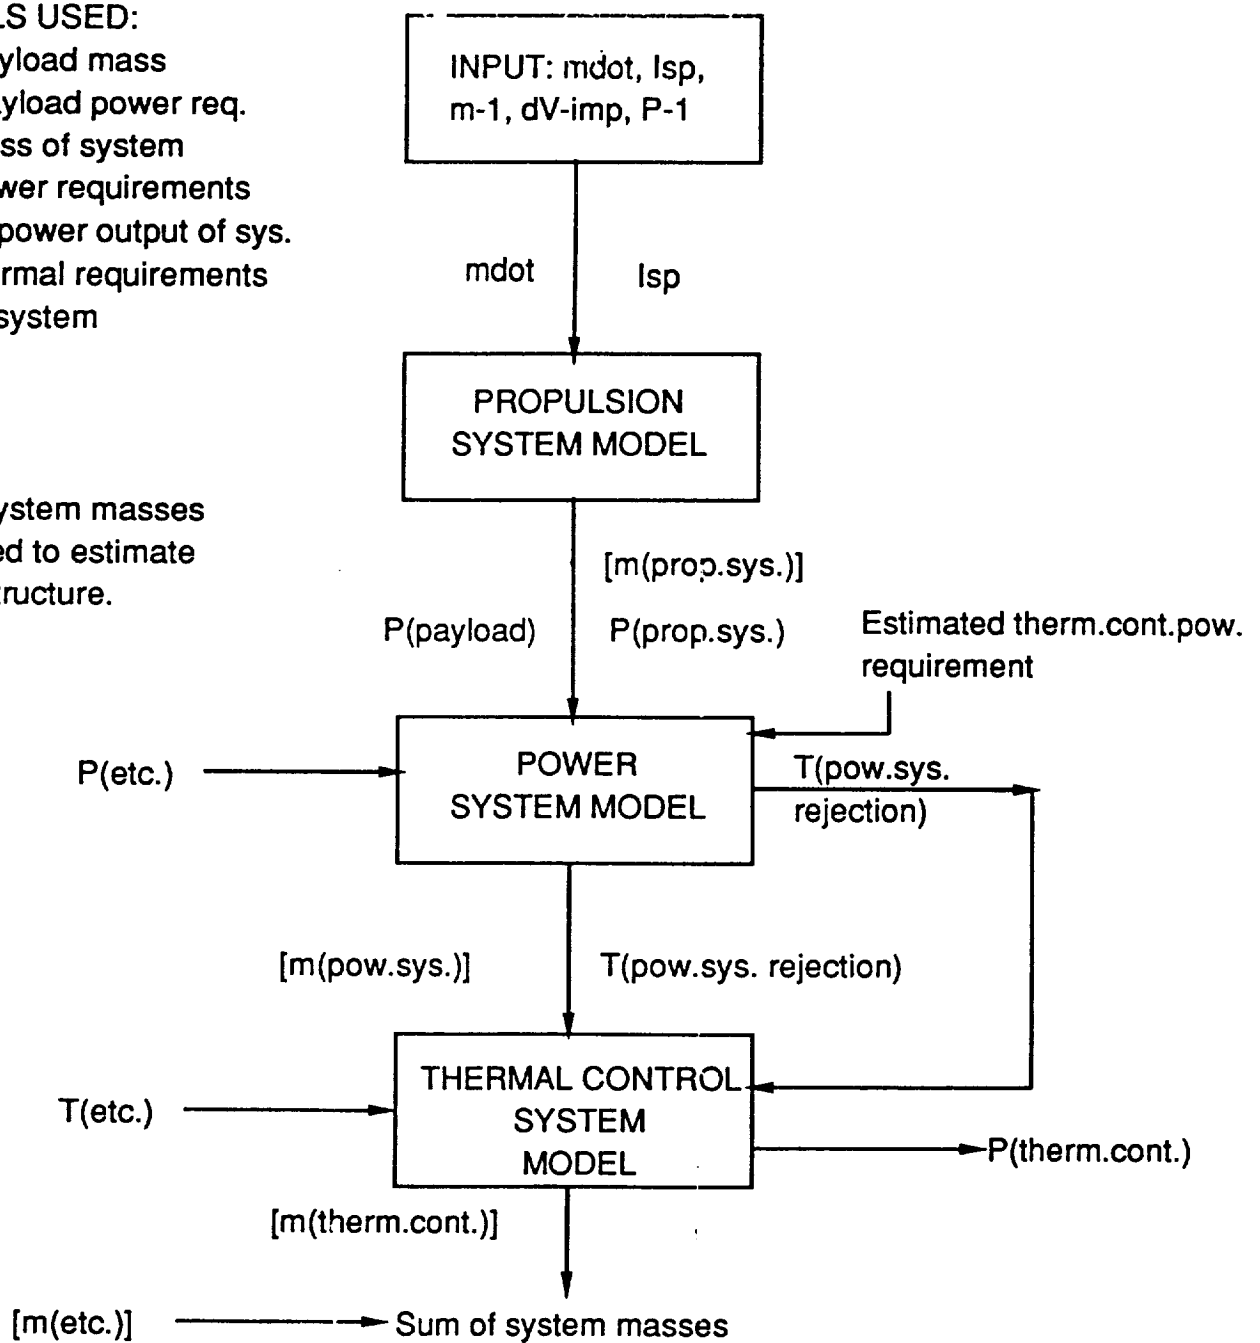 LS USED:
yload mass
ayload power req.
ss of system
wer requirements
power output of sys.
rmal requirements
system
ystem masses
ed to estimate
tructure.
INPUT: mdot, Isp,
m-1, dV-imp, P-1
mdot Isp
PROPULSION
SYSTEM MODEL
[m(prop.sys.)]
P(payload) P(prop.sys.)
Estimated therm.cont.pow.
requirement
P(etc.)
POWER
SYSTEM MODEL
T(pow.sys.
rejection)
[m(pow.sys.)] T(pow.sys. rejection)
T(etc.)
THERMAL CONTROL
SYSTEM
MODEL
P(therm.cont.)
[m(therm.cont.)]
[m(etc.)] Sum of system masses